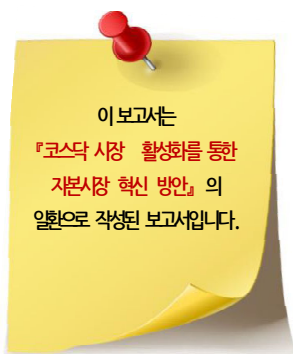 이 보고서는
『코스닥 시장 활성화를 통한
자본시장 혁신 방안』 의
일환으로 작성된 보고서입니다.